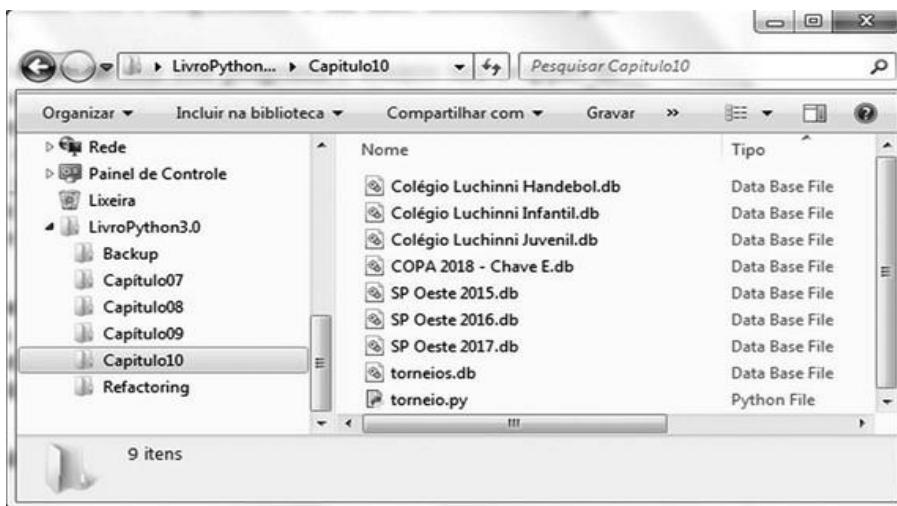 LivroPython... Capitulo10 Pesquisar Capitulo10
Organizar Incluir na biblioteca Compartilhar com Gravar »
Rede
Painel de Controle
Lixeira
LivroPython3.0
Backup
Capítulo07
Capítulo08
Capítulo09
Capitulo10
Refactoring
Nome Tipo
Colégio Luchinni Handebol.db Data Base File
Colégio Luchinni Infantil.db Data Base File
Colégio Luchinni Juvenil.db Data Base File
COPA 2018 - Chave E.db Data Base File
SP Oeste 2015.db Data Base File
SP Oeste 2016.db Data Base File
SP Oeste 2017.db Data Base File
torneios.db Data Base File
torneio.py Python File
9 itens